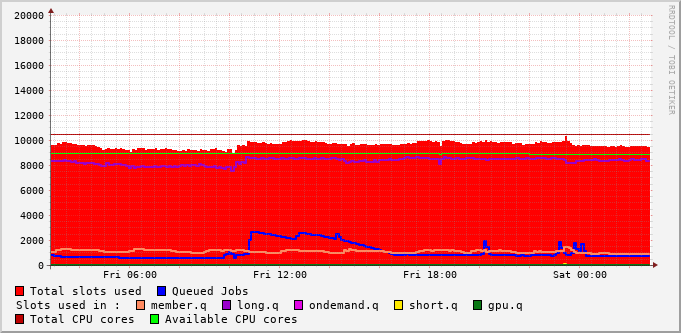 20000
18000
16000
14000
12000
10000
8000
6000
4000
2000
0
Fri 06:00 Fri 12:00 Fri 18:00 Sat 00:00
RRDTOOL / TOBI OETIKER
Total slots used Queued Jobs
Slots used in : member.q long.q ondemand.q short.q gpu.q
Total CPU cores Available CPU cores